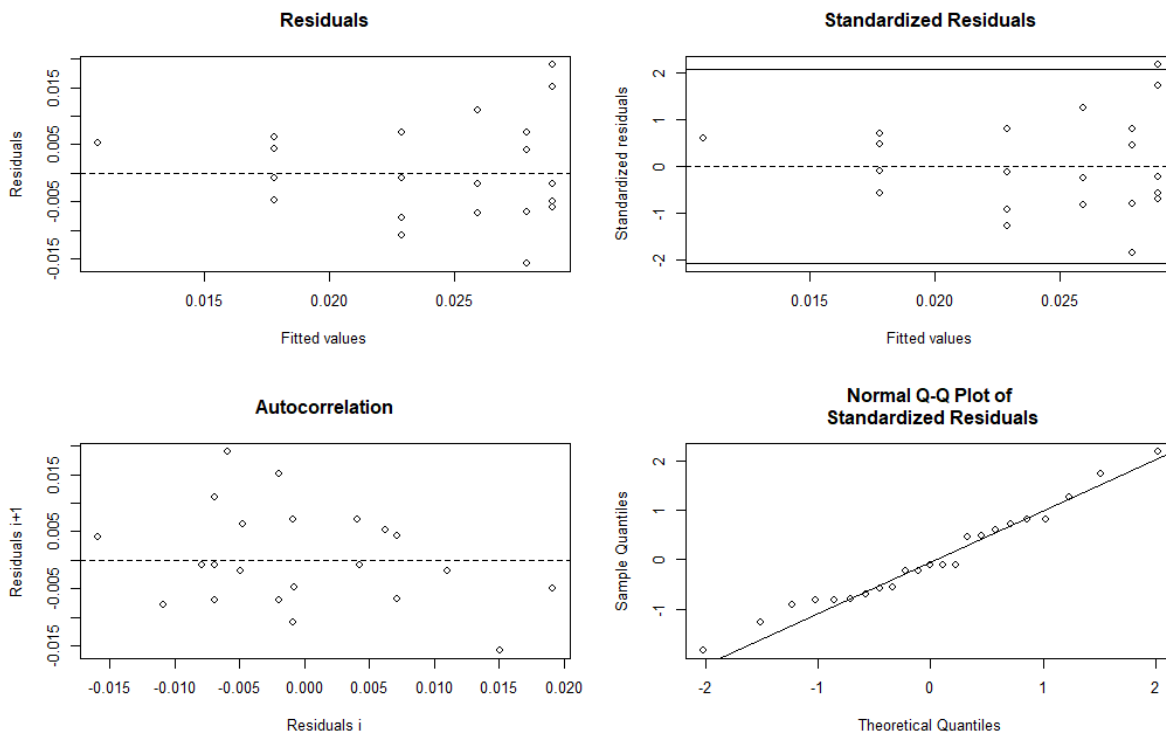 Residuals
Residuals
0.015
0.005
-0.005
-0.015
0.015
0.020
0.025
Fitted values
Standardized Residuals
Standardized residuals
2
1
0
-1
-2
0.015
0.020
0.025
Fitted values
Autocorrelation
Residuals i+1
0.015
0.005
-0.005
-0.015
-0.015
-0.010
-0.005
0.000
0.005
0.010
0.015
0.020
Residuals i
Normal Q-Q Plot of
Standardized Residuals
Sample Quantiles
2
1
0
-1
-2
-1
0
1
2
Theoretical Quantiles